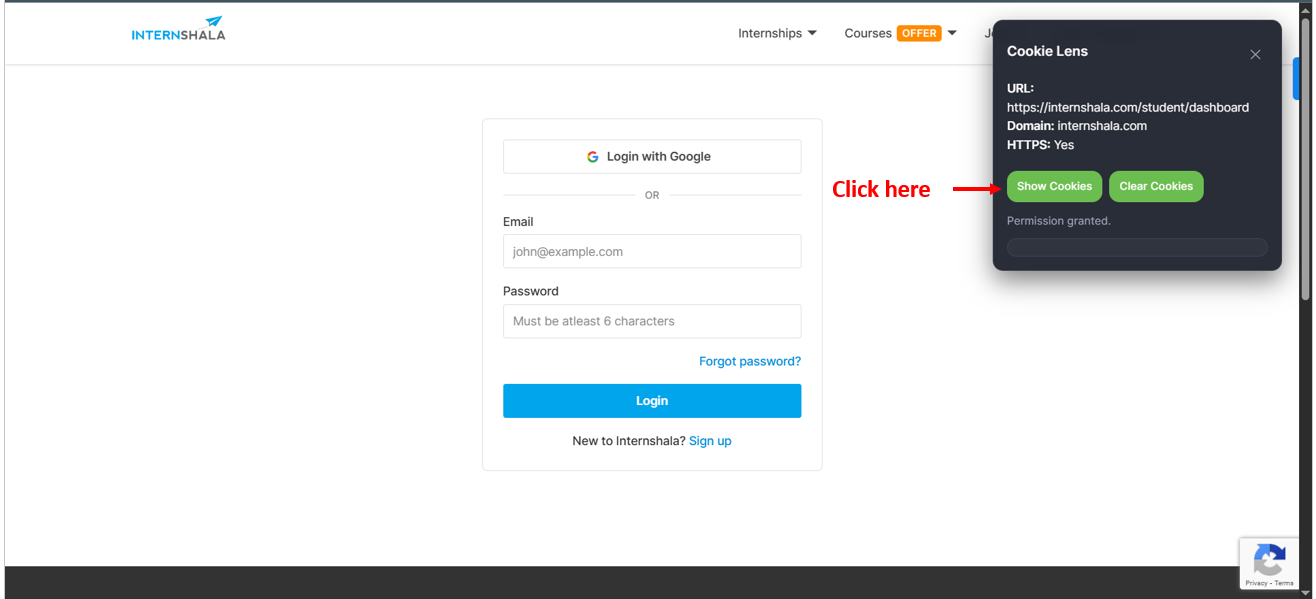 INTERNSHALA
Internships
Courses OFFER
Cookie Lens
URL:
https://internshala.com/student/dashboard
Domain: internshala.com
HTTPS: Yes
Show Cookies
Clear Cookies
Permission granted.
Click here
Login with Google
OR
Email
john@example.com
Password
Must be atleast 6 characters
Forgot password?
Login
New to Internshala? Sign up
Privacy - Terms